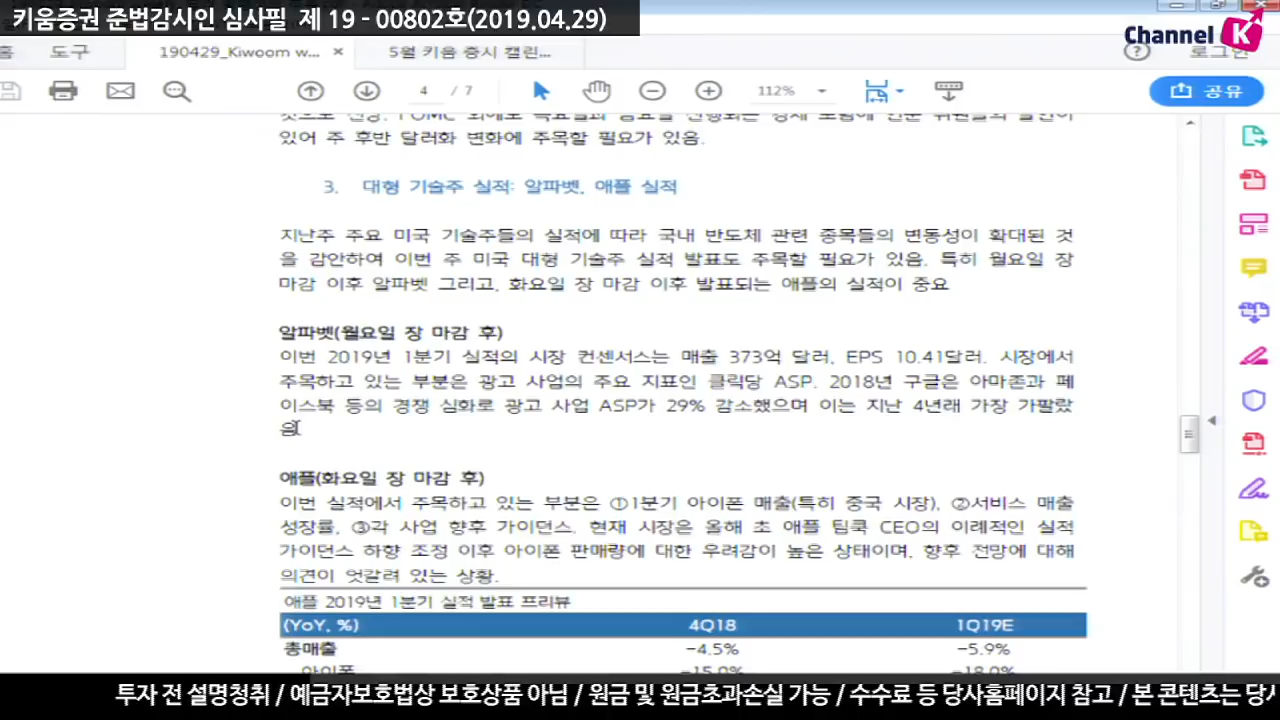 키움증권 준법감시인 심사필 제 19 - 00802호(2019.04.29)
Channel K
홈 도구 190429_Kiwoom w... × 5월 키움 증시 캘린... 로그인
4 / 7 112% 공유
있어 주 후반 달러화 변화에 주목할 필요가 있음.
3. 대형 기술주 실적: 알파벳, 애플 실적
지난주 주요 미국 기술주들의 실적에 따라 국내 반도체 관련 종목들의 변동성이 확대된 것
을 감안하여 이번 주 미국 대형 기술주 실적 발표도 주목할 필요가 있음. 특히 월요일 장
마감 이후 알파벳 그리고, 화요일 장 마감 이후 발표되는 애플의 실적이 중요
알파벳(월요일 장 마감 후)
이번 2019년 1분기 실적의 시장 컨센서스는 매출 373억 달러, EPS 10.41달러. 시장에서
주목하고 있는 부분은 광고 사업의 주요 지표인 클릭당 ASP. 2018년 구글은 아마존과 페
이스북 등의 경쟁 심화로 광고 사업 ASP가 29% 감소했으며 이는 지난 4년래 가장 가팔랐
음
애플(화요일 장 마감 후)
이번 실적에서 주목하고 있는 부분은 ①1분기 아이폰 매출(특히 중국 시장), ②서비스 매출
성장률, ③각 사업 향후 가이던스. 현재 시장은 올해 초 애플 팀쿡 CEO의 이례적인 실적
가이던스 하향 조정 이후 아이폰 판매량에 대한 우려감이 높은 상태이며, 향후 전망에 대해
의견이 엇갈려 있는 상황.
애플 2019년 1분기 실적 발표 프리뷰
(YoY, %) 4Q18 1Q19E
총매출 -4.5% -5.9%
아이폰 -15.0% -18.0%
투자 전 설명청취 / 예금자보호법상 보호상품 아님 / 원금 및 원금초과손실 가능 / 수수료 등 당사홈페이지 참고 / 본 콘텐츠는 당사